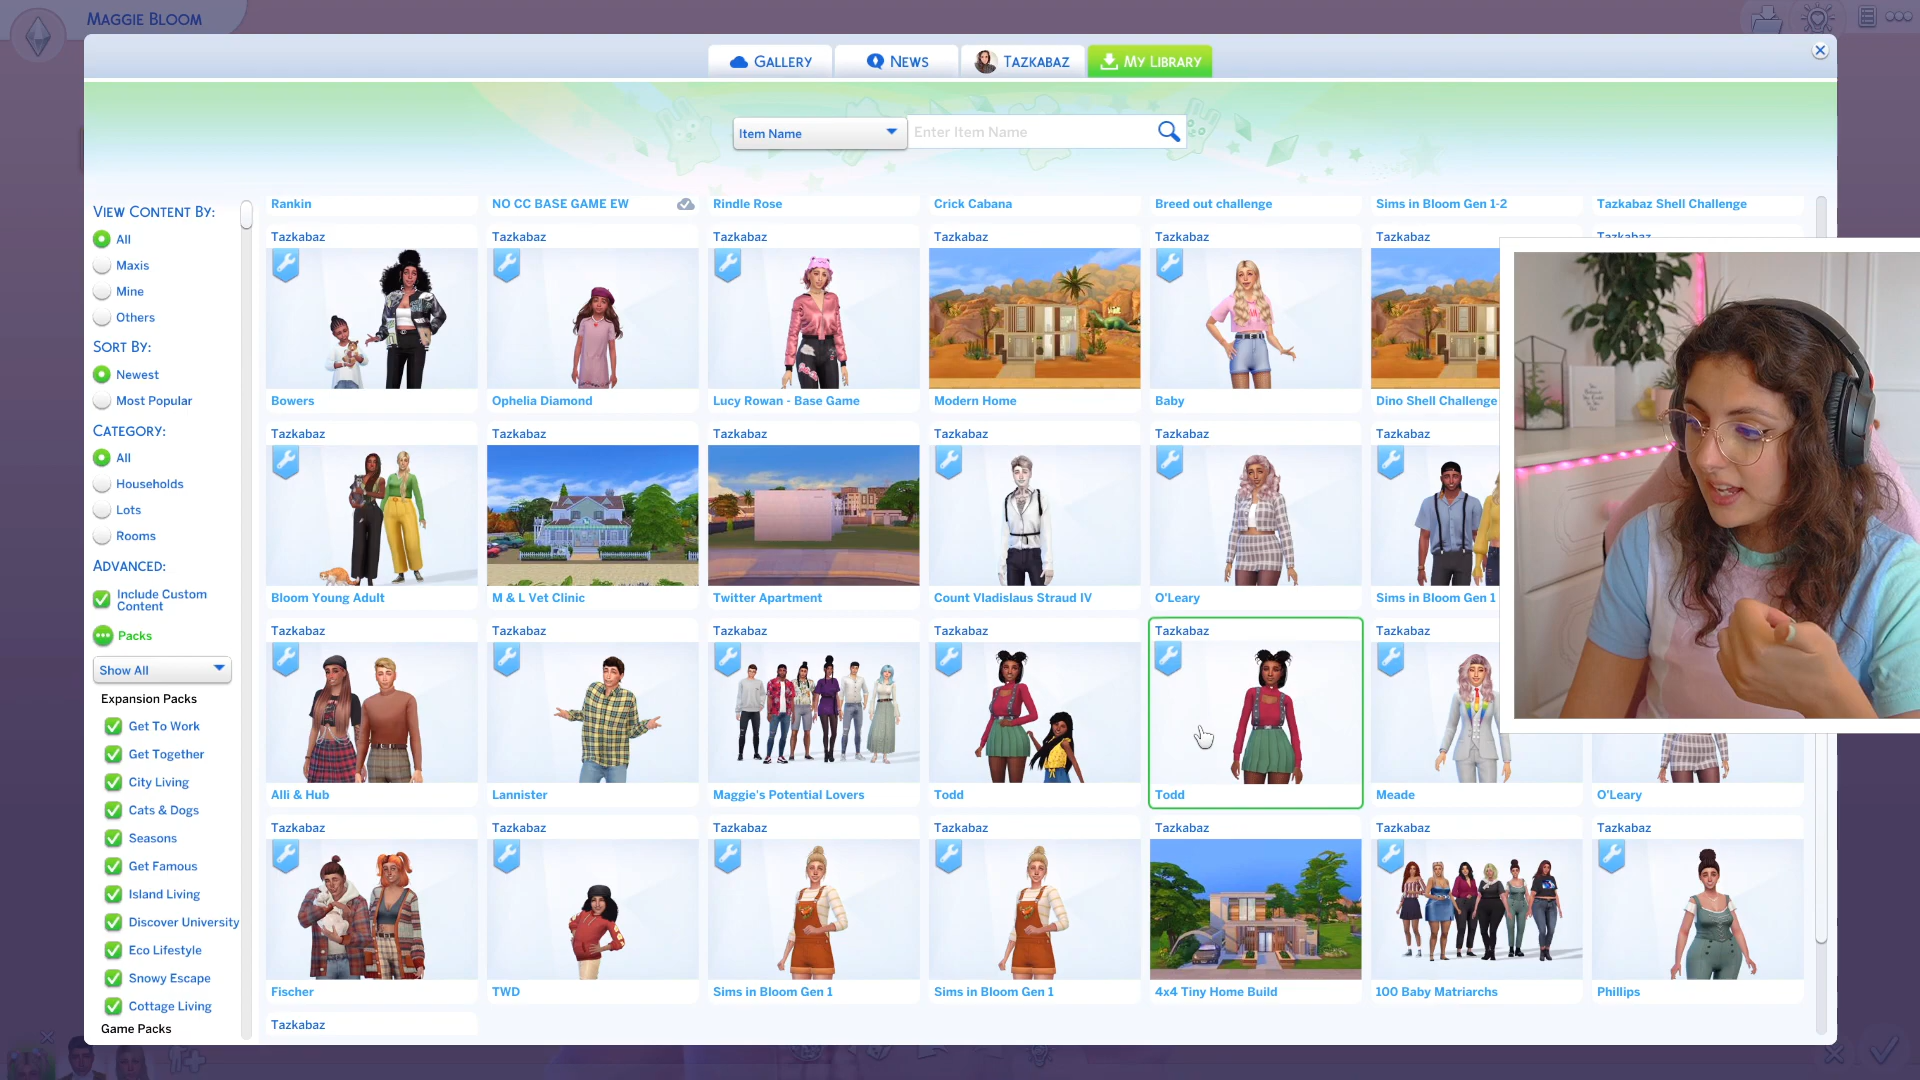 MAGGIE BLOOM
GALLERY
NEWS
TAZKABAZ
MY LIBRARY
Item Name
Enter Item Name
VIEW CONTENT BY:
All
Maxis
Mine
Others
SORT BY:
Newest
Most Popular
CATEGORY:
All
Households
Lots
Rooms
ADVANCED:
Include Custom
Content
Packs
Show All
Expansion Packs
Get To Work
Get Together
City Living
Cats & Dogs
Seasons
Get Famous
Island Living
Discover University
Eco Lifestyle
Snowy Escape
Cottage Living
Game Packs
Rankin
NO CC BASE GAME EW
Rindle Rose
Crick Cabana
Breed out challenge
Sims in Bloom Gen 1-2
Tazkabaz Shell Challenge
Tazkabaz
Tazkabaz
Tazkabaz
Tazkabaz
Tazkabaz
Tazkabaz
Tazkabaz
Bowers
Ophelia Diamond
Lucy Rowan - Base Game
Modern Home
Baby
Dino Shell Challenge
Tazkabaz
Tazkabaz
Tazkabaz
Tazkabaz
Tazkabaz
Tazkabaz
Bloom Young Adult
M & L Vet Clinic
Twitter Apartment
Count Vladislaus Straud IV
O'Leary
Sims in Bloom Gen 1
Tazkabaz
Tazkabaz
Tazkabaz
Tazkabaz
Tazkabaz
Tazkabaz
Alli & Hub
Lannister
Maggie's Potential Lovers
Todd
Todd
Meade
O'Leary
Tazkabaz
Tazkabaz
Tazkabaz
Tazkabaz
Tazkabaz
Tazkabaz
Tazkabaz
Fischer
TWD
Sims in Bloom Gen 1
Sims in Bloom Gen 1
4x4 Tiny Home Build
100 Baby Matriarchs
Phillips
Tazkabaz